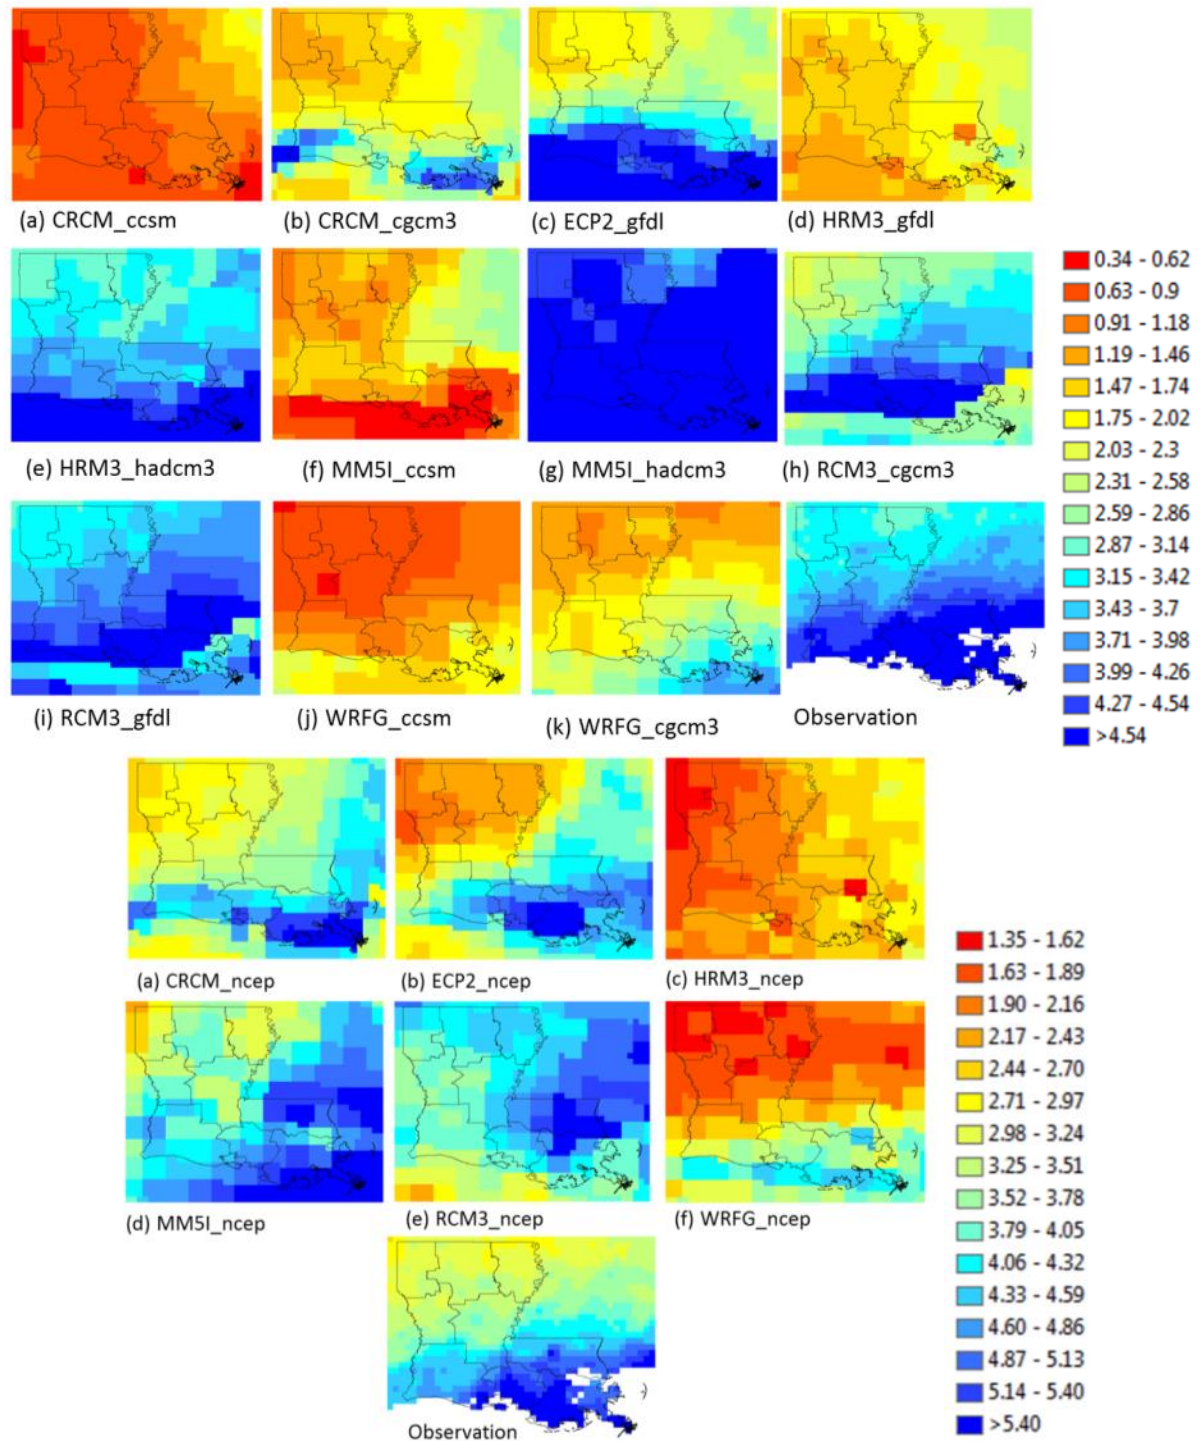 (a) CRCM_ccsm
(b) CRCM_cgcm3
(c) ECP2_gfdl
(d) HRM3_gfdl
(e) HRM3_hadcm3
(f) MM5I_ccsm
(g) MM5I_hadcm3
(h) RCM3_cgcm3
0.34 - 0.62
0.63 - 0.9
0.91 - 1.18
1.19 - 1.46
1.47 - 1.74
1.75 - 2.02
2.03 - 2.3
2.31 - 2.58
2.59 - 2.86
2.87 - 3.14
3.15 - 3.42
3.43 - 3.7
3.71 - 3.98
3.99 - 4.26
4.27 - 4.54
>4.54
(i) RCM3_gfdl
(j) WRFG_ccsm
(k) WRFG_cgcm3
Observation
(a) CRCM_ncep
(b) ECP2_ncep
(c) HRM3_ncep
(d) MM5I_ncep
(e) RCM3_ncep
(f) WRFG_ncep
1.35 - 1.62
1.63 - 1.89
1.90 - 2.16
2.17 - 2.43
2.44 - 2.70
2.71 - 2.97
2.98 - 3.24
3.25 - 3.51
3.52 - 3.78
3.79 - 4.05
4.06 - 4.32
4.33 - 4.59
4.60 - 4.86
4.87 - 5.13
5.14 - 5.40
>5.40
Observation